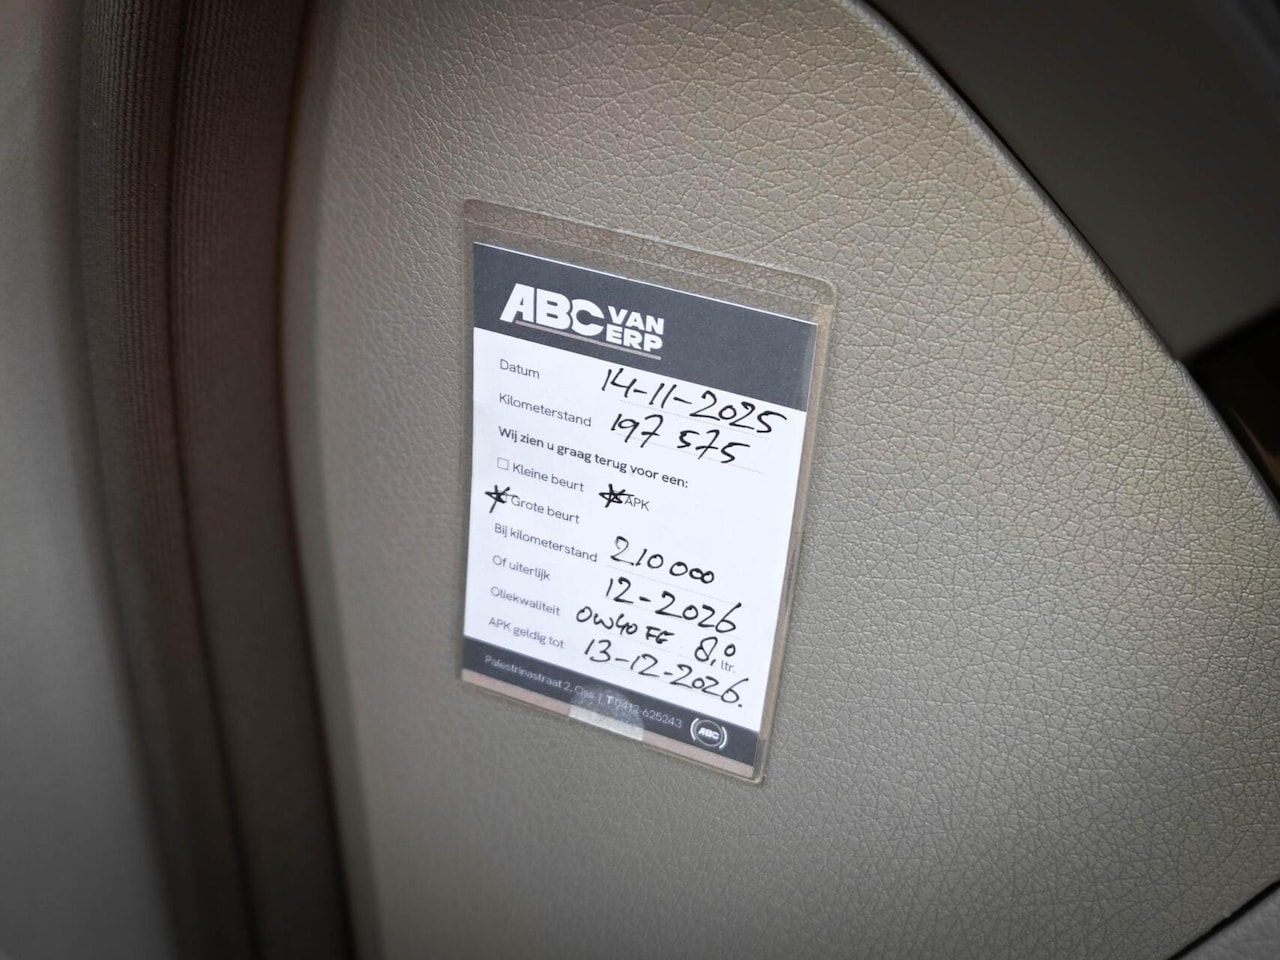 ABC VAN ERP
Datum 14-11-2025
Kilometerstand 197 575
Wij zien u graag terug voor een:
Kleine beurt APK
Grote beurt
Bij kilometerstand 210000
Of uiterlijk 12-2026
Oliekwaliteit 0W40 FE 8,0 ltr.
APK geldig tot 13-12-2026.
Palestrinastraat 2, Oss | T 0412-625243 ABC